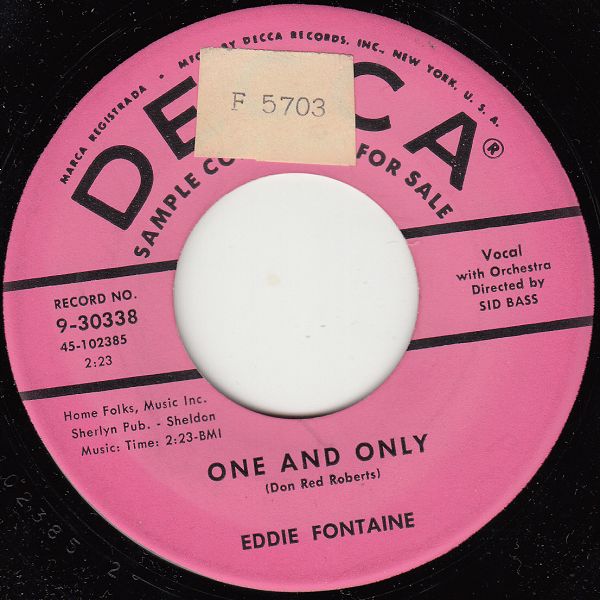 MARCA REGISTRADA • MFG. BY DECCA RECORDS, INC., NEW YORK, U. S. A.
F 5703
DE CA®
SAMPLE CO FOR SALE
Vocal
with Orchestra
Directed by
SID BASS
RECORD NO.
9-30338
45-102385
2:23
Home Folks, Music Inc.
Sherlyn Pub. - Sheldon
Music: Time: 2:23-BMI
ONE AND ONLY
(Don Red Roberts)
EDDIE FONTAINE